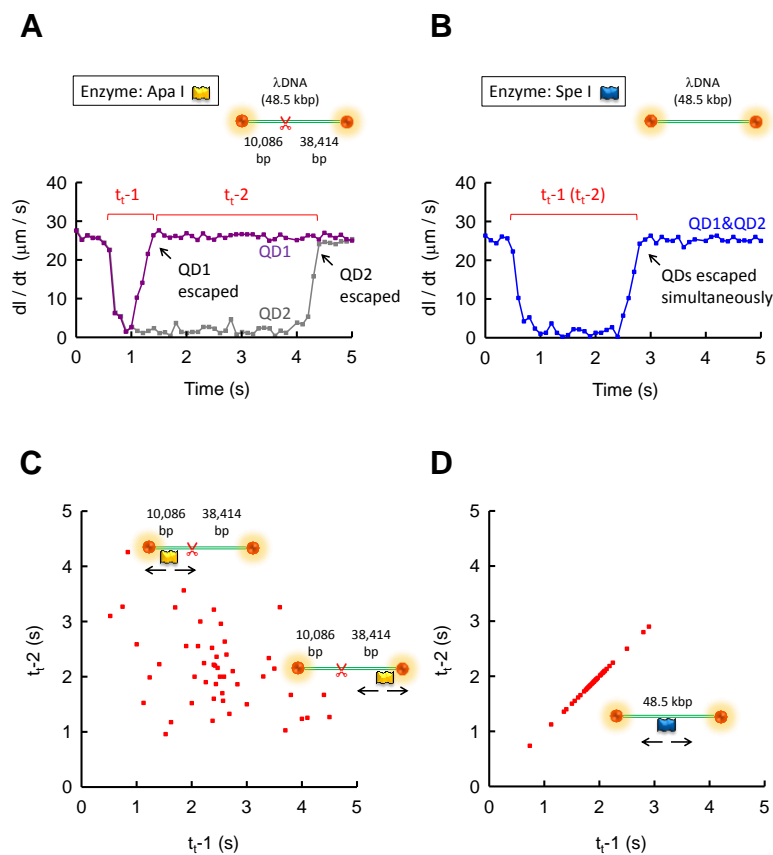 A
Enzyme: Apa I
λDNA
(48.5 kbp)
10,086 38,414
bp bp
tt-1 tt-2
dl / dt (μm / s)
40
30
20
10
0
QD1
QD1
escaped
QD2
QD2
escaped
0 1 2 3 4 5
Time (s)
B
Enzyme: Spe I
λDNA
(48.5 kbp)
tt-1 (tt-2)
dl / dt (μm / s)
40
30
20
10
0
QD1&QD2
QDs escaped
simultaneously
0 1 2 3 4 5
Time (s)
C
10,086 38,414
bp bp
10,086 38,414
bp bp
tt-2 (s)
5
4
3
2
1
0
0 1 2 3 4 5
tt-1 (s)
D
48.5 kbp
tt-2 (s)
5
4
3
2
1
0
0 1 2 3 4 5
tt-1 (s)